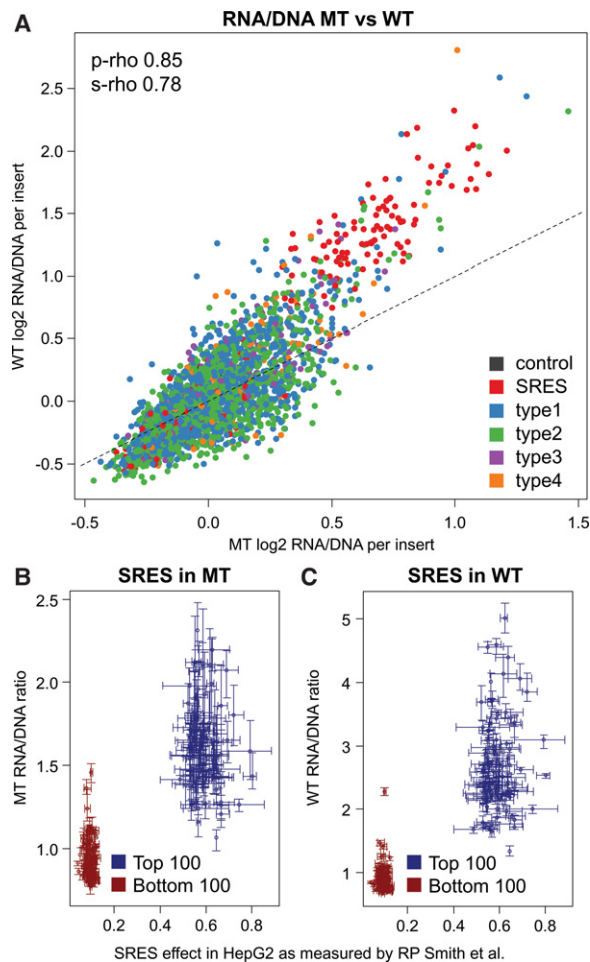 A
RNA/DNA MT vs WT
p-rho 0.85
s-rho 0.78
WT log2 RNA/DNA per insert
2.5
2.0
1.5
1.0
0.5
0.0
-0.5
control
SRES
type1
type2
type3
type4
-0.5 0.0 0.5 1.0 1.5
MT log2 RNA/DNA per insert
B
SRES in MT
MT RNA/DNA ratio
2.5
2.0
1.5
1.0
Top 100
Bottom 100
0.2 0.4 0.6 0.8
C
SRES in WT
WT RNA/DNA ratio
5
4
3
2
1
Top 100
Bottom 100
0.2 0.4 0.6 0.8
SRES effect in HepG2 as measured by RP Smith et al.